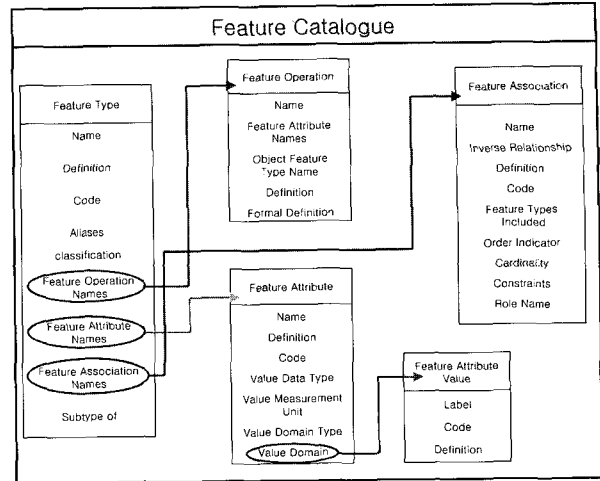 Feature Catalogue
Feature Type
Name
Definition
Code
Aliases
classification
Feature Operation
Names
Feature Attribute
Names
Feature Association
Names
Subtype of
Feature Operation
Name
Feature Attribute
Names
Object Feature
Type Name
Definition
Formal Definition
Feature Attribute
Name
Definition
Code
Value Data Type
Value Measurement
Unit
Value Domain Type
Value Domain
Feature Association
Name
Inverse Relationship
Definition
Code
Feature Types
Included
Order Indicator
Cardinality
Constraints
Role Name
Feature Attribute
Value
Label
Code
Definition